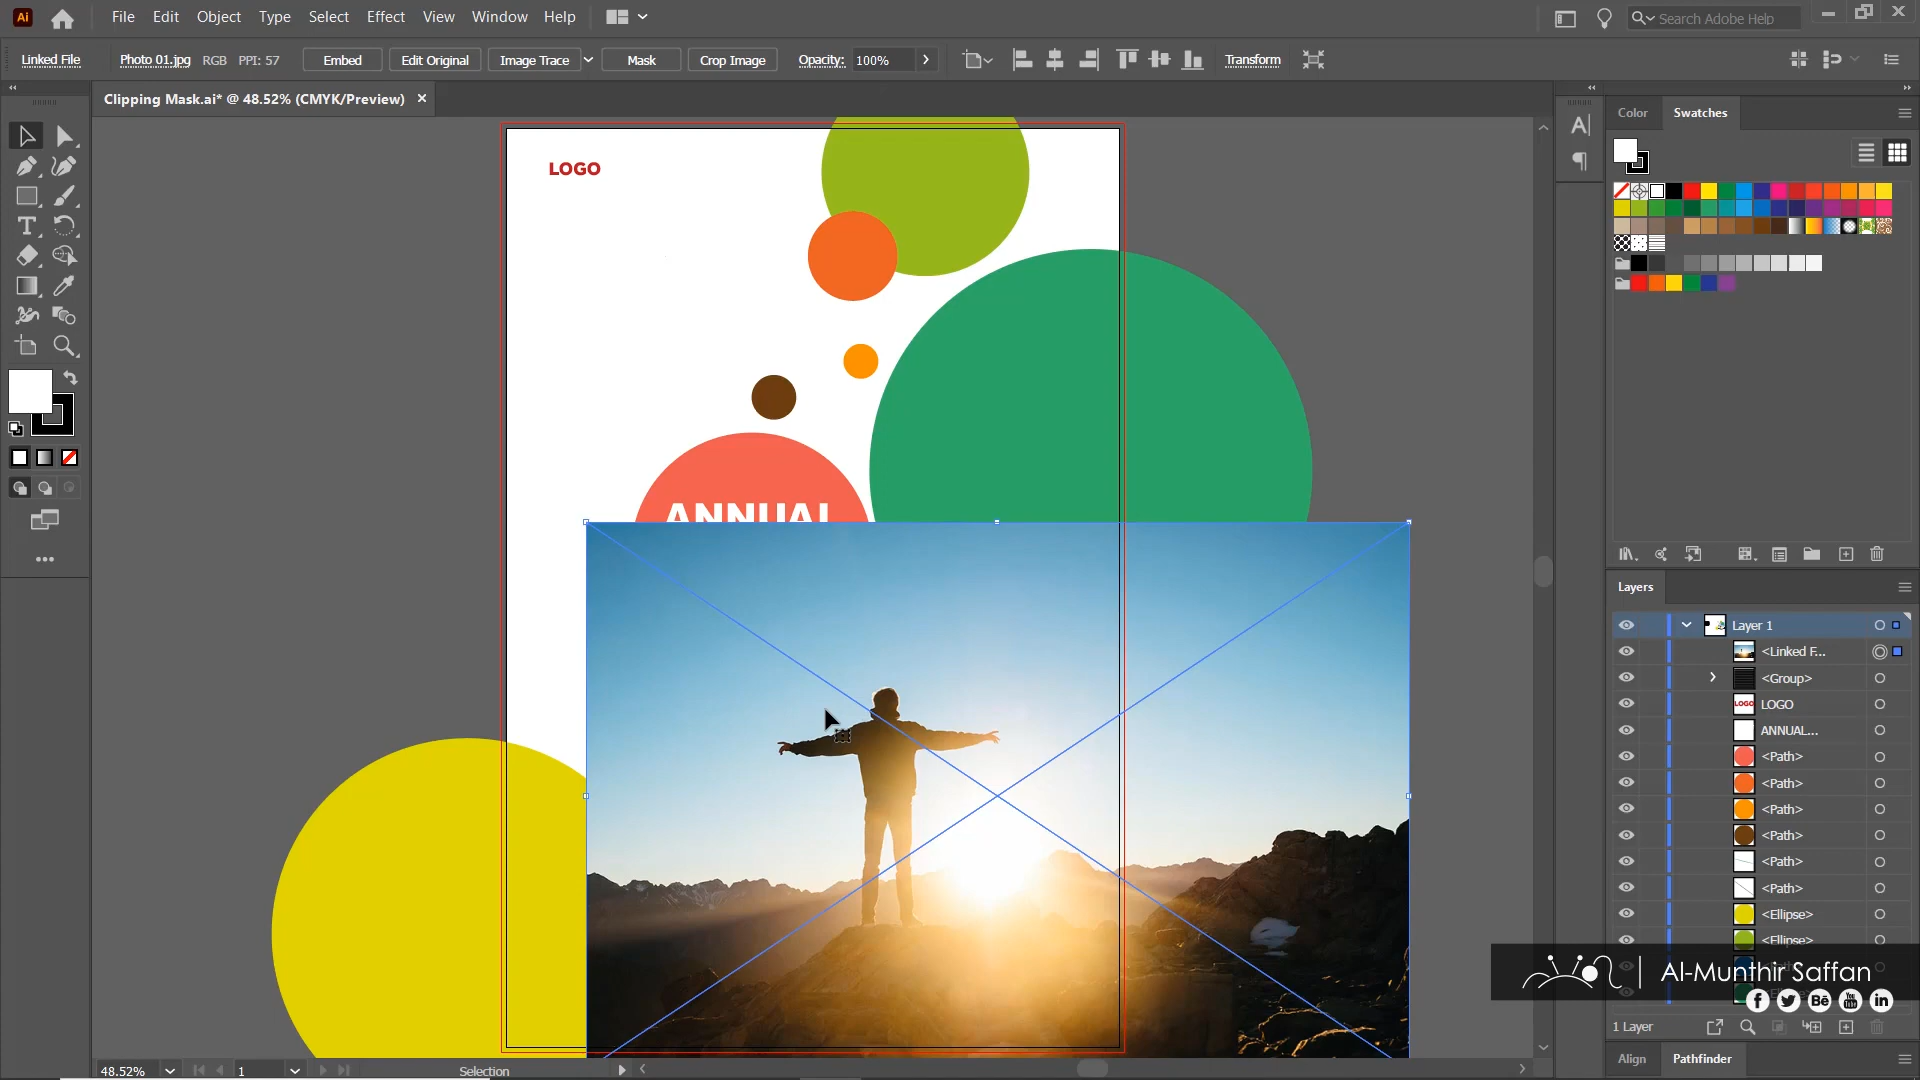 Ai File Edit Object Type Select Effect View Window Help Search Adobe Help
Linked File Photo 01.jpg RGB PPI: 57 Embed Edit Original Image Trace Mask Crop Image Opacity: 100% Transform
Clipping Mask.ai* @ 48.52% (CMYK/Preview)
Color Swatches
LOGO
ANNUAL
Layers
Layer 1
<Linked F...
<Group>
LOGO
ANNUAL...
<Path>
<Path>
<Path>
<Path>
<Path>
<Path>
<Ellipse>
<Ellipse>
Al-Munthir Saffan
1 Layer
Align Pathfinder
48.52% 1 Selection